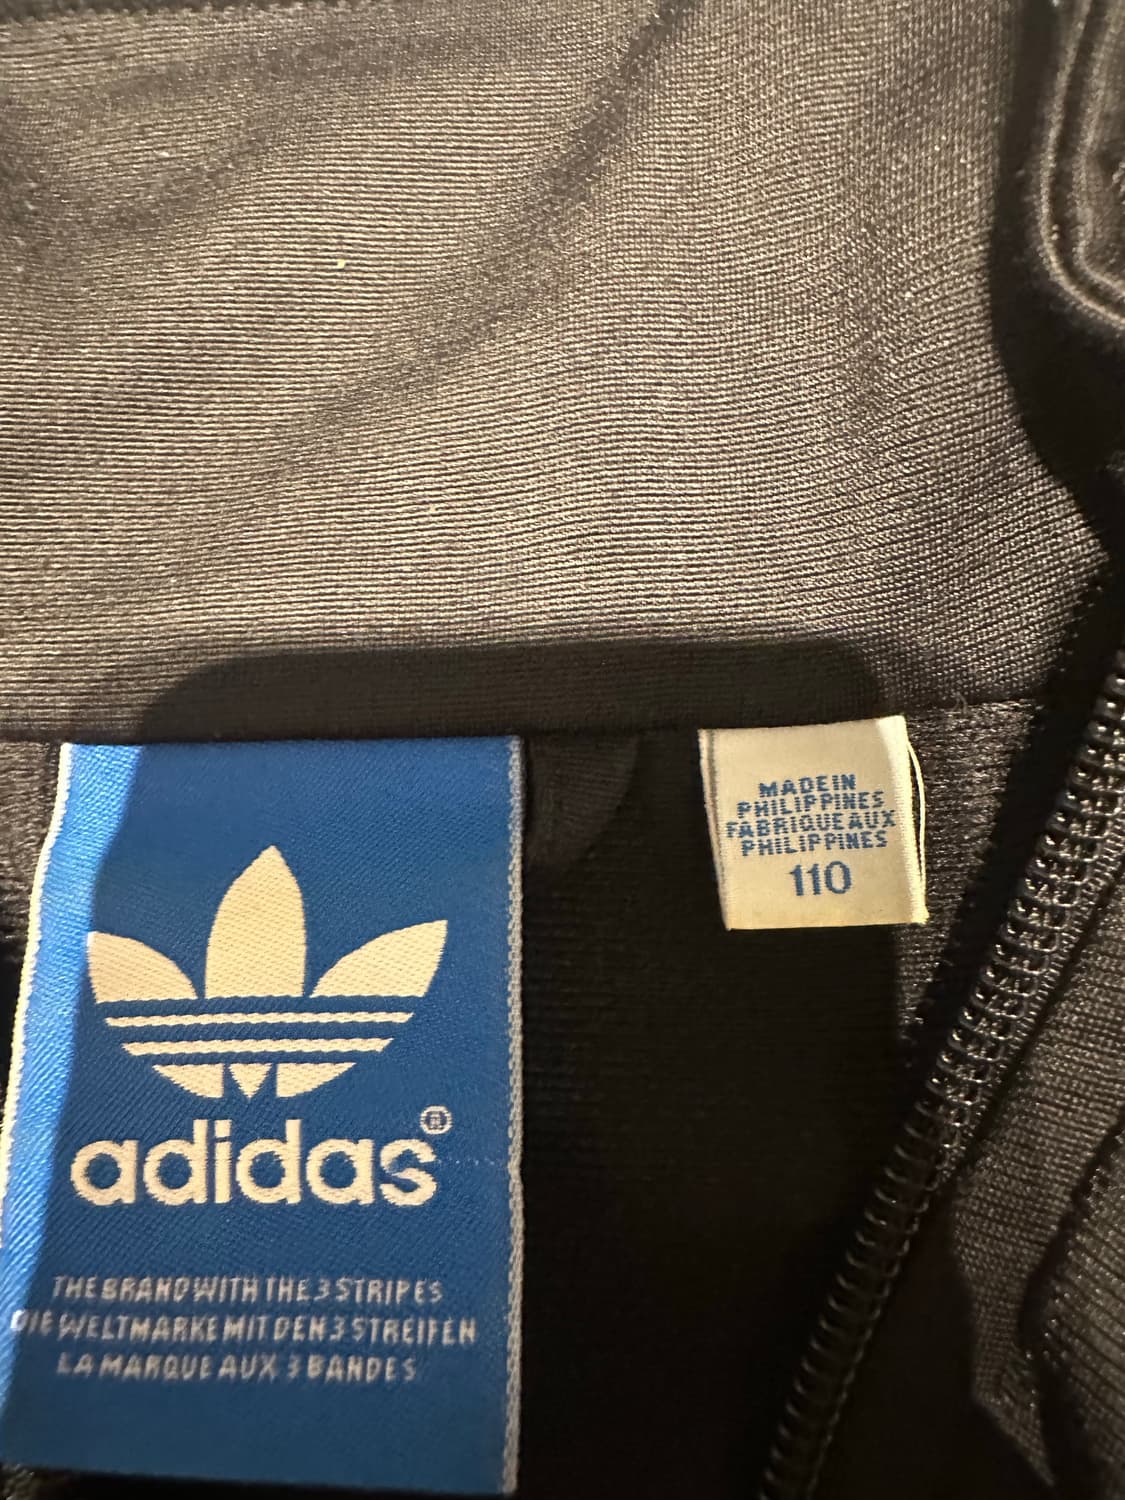 adidas®
THE BRAND WITH THE 3 STRIPES
DIE WELTMARKE MIT DEN 3 STREIFEN
LA MARQUE AUX 3 BANDES
MADE IN
PHILIPPINES
FABRIQUE AUX
PHILIPPINES
110